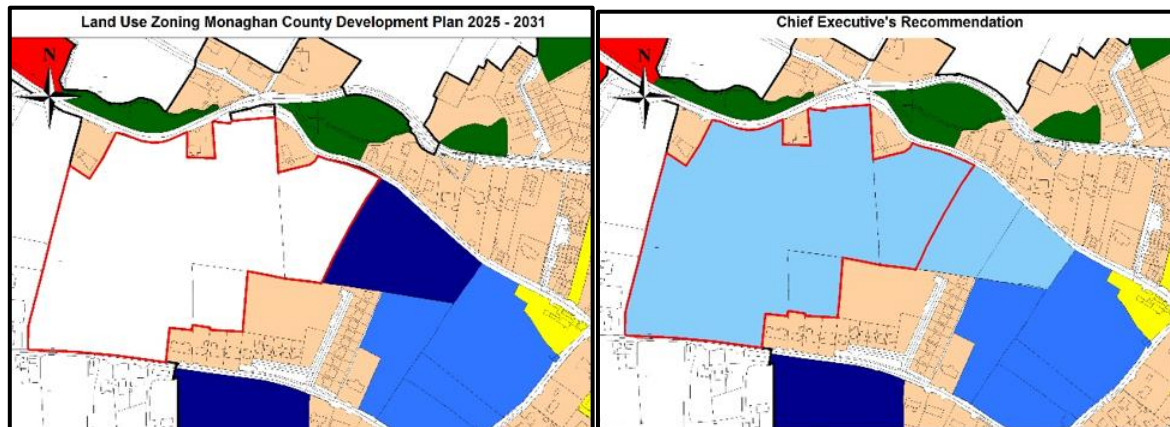 Land Use Zoning Monaghan County Development Plan 2025 - 2031
Chief Executive's Recommendation
N
N